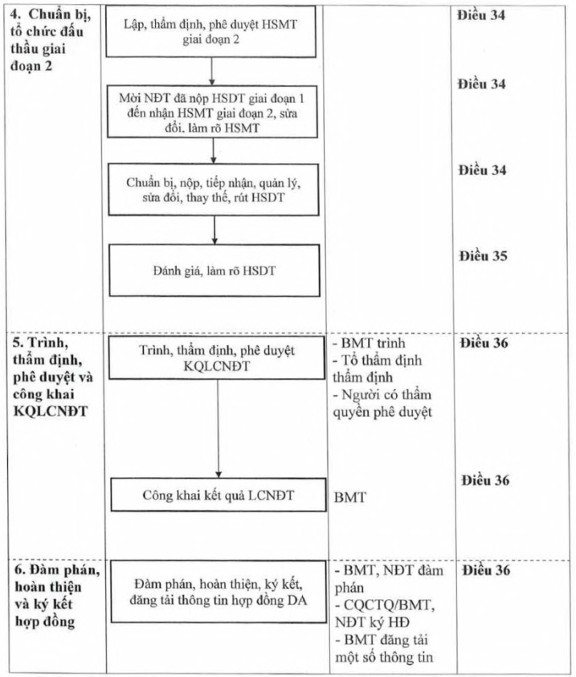 4. Chuẩn bị,
tổ chức đấu
thầu giai
đoạn 2
Lập, thẩm định, phê duyệt HSMT
giai đoạn 2
Điều 34
Mời NĐT đã nộp HSDT giai đoạn 1
đến nhận HSMT giai đoạn 2, sửa
đổi, làm rõ HSMT
Điều 34
Chuẩn bị, nộp, tiếp nhận, quản lý,
sửa đổi, thay thế, rút HSDT
Điều 34
Đánh giá, làm rõ HSDT
Điều 35
5. Trình,
thẩm định,
phê duyệt và
công khai
KQLCNĐT
Trình, thẩm định, phê duyệt
KQLCNĐT
- BMT trình
- Tổ thẩm định
thẩm định
- Người có thẩm
quyền phê duyệt
Điều 36
Công khai kết quả LCNĐT
BMT
Điều 36
6. Đàm phán,
hoàn thiện
và ký kết
hợp đồng
Đàm phán, hoàn thiện, ký kết,
đăng tải thông tin hợp đồng DA
- BMT, NĐT đàm
phán
- CQCTQ/BMT,
NĐT ký HĐ
- BMT đăng tải
một số thông tin
Điều 36